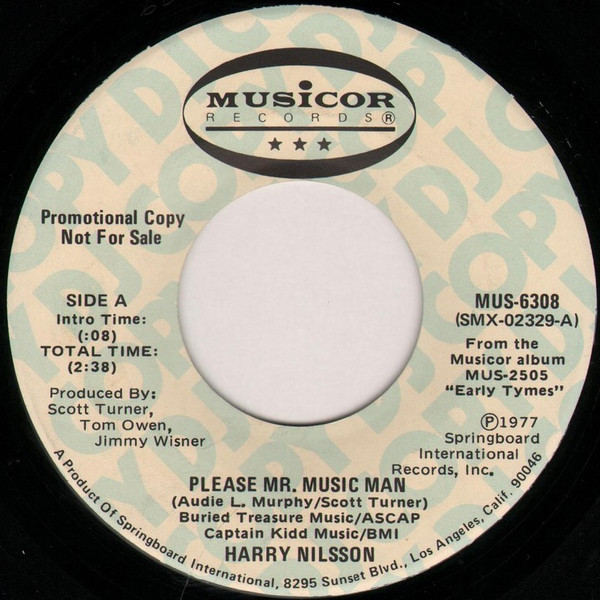 MUSICOR
RECORDS®
★★★
Promotional Copy
Not For Sale
SIDE A
Intro Time:
(:08)
TOTAL TIME:
(2:38)
Produced By:
Scott Turner,
Tom Owen,
Jimmy Wisner
MUS-6308
(SMX-02329-A)
From the
Musicor album
MUS-2505
"Early Tymes"
Ⓟ1977
Springboard
International
Records, Inc.
PLEASE MR. MUSIC MAN
(Audie L. Murphy/Scott Turner)
Buried Treasure Music/ASCAP
Captain Kidd Music/BMI
HARRY NILSSON
A Product Of Springboard International, 8295 Sunset Blvd., Los Angeles, Calif. 90046
DJ COPY